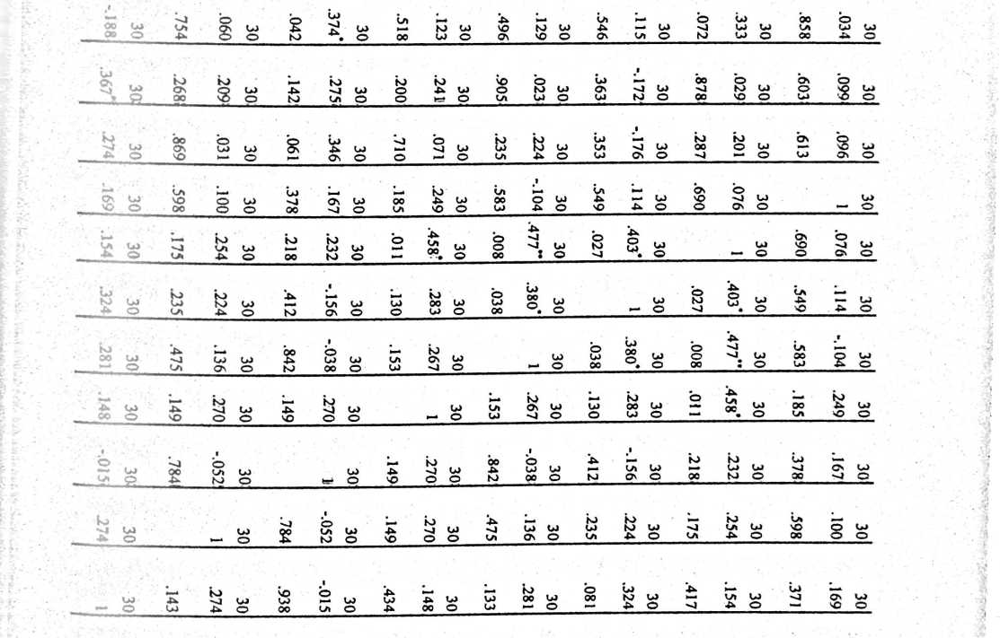 30 30 30 30 30 30 30 30 30 30 30
.034 .099 .096 1 .076 .114 -.104 .249 .167 .100 .169
.858 .603 .613 .690 .549 .583 .185 .378 .598 .371
30 30 30 30 30 30 30 30 30 30 30
.333 .029 .201 .076 1 .403* .477** .458* .232 .254 .154
.072 .878 .287 .690 .027 .008 .011 .218 .175 .417
30 30 30 30 30 30 30 30 30 30 30
.115 -.172 -.176 .114 .403* 1 .380* .283 -.156 .224 .324
.546 .363 .353 .549 .027 .038 .130 .412 .235 .081
30 30 30 30 30 30 30 30 30 30 30
.129 .023 .224 -.104 .477** .380* 1 .267 -.038 .136 .281
.496 .905 .235 .583 .008 .038 .153 .842 .475 .133
30 30 30 30 30 30 30 30 30 30 30
.123 .241 .071 .249 .458* .283 .267 1 .270 .270 .148
.518 .200 .710 .185 .011 .130 .153 .149 .149 .434
30 30 30 30 30 30 30 30 30 30 30
.374* .275 .346 .167 .232 -.156 -.038 .270 1 -.052 -.015
.042 .142 .061 .378 .218 .412 .842 .149 .784 .938
30 30 30 30 30 30 30 30 30 30 30
.060 .209 .031 .100 .254 .224 .136 .270 -.052 1 .274
.754 .268 .869 .598 .175 .235 .475 .149 .784 .143
30 30 30 30 30 30 30 30 30 30 30
-.188 .367* .274 .169 .154 .324 .281 .148 -.015 .274 1